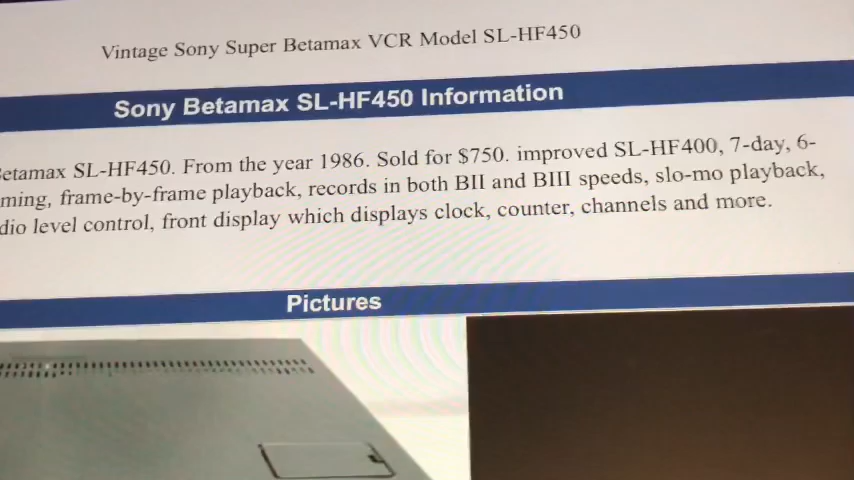 Vintage Sony Super Betamax VCR Model SL-HF450
Sony Betamax SL-HF450 Information
etamax SL-HF450. From the year 1986. Sold for $750. improved SL-HF400, 7-day, 6-
ming, frame-by-frame playback, records in both BII and BIII speeds, slo-mo playback,
dio level control, front display which displays clock, counter, channels and more.
Pictures